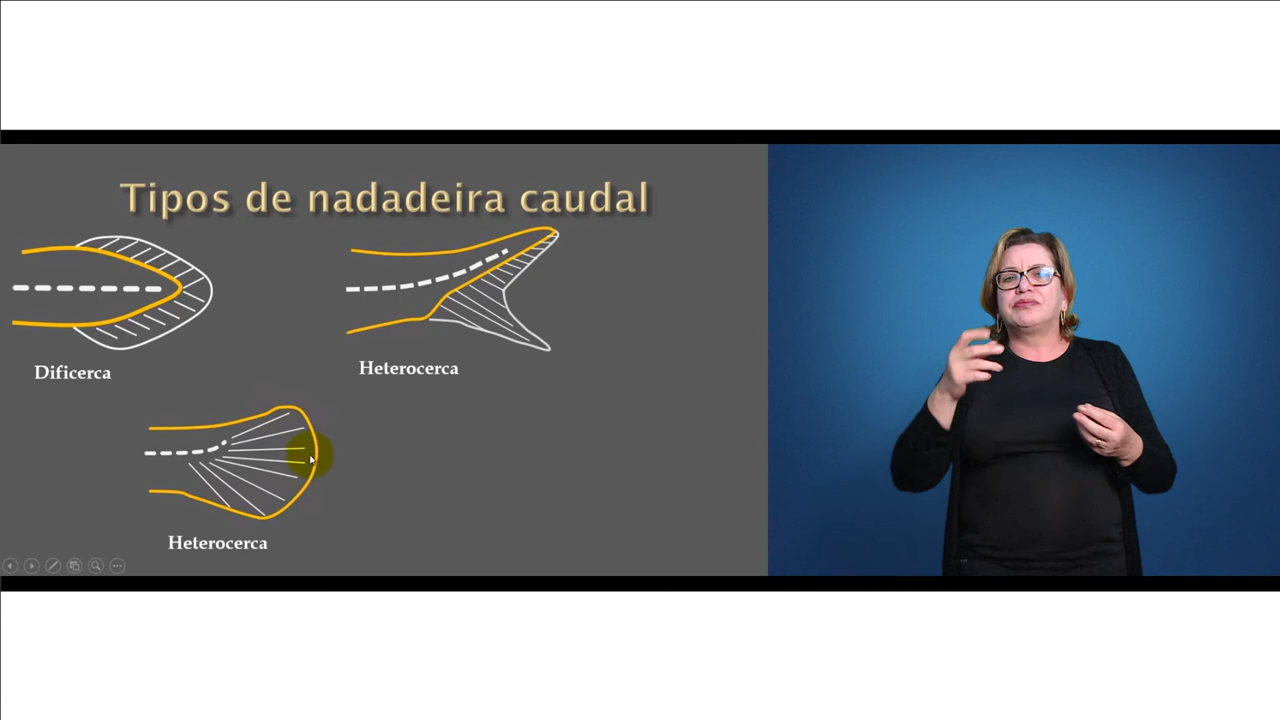 Tipos de nadadeira caudal
Dificerca
Heterocerca
Heterocerca